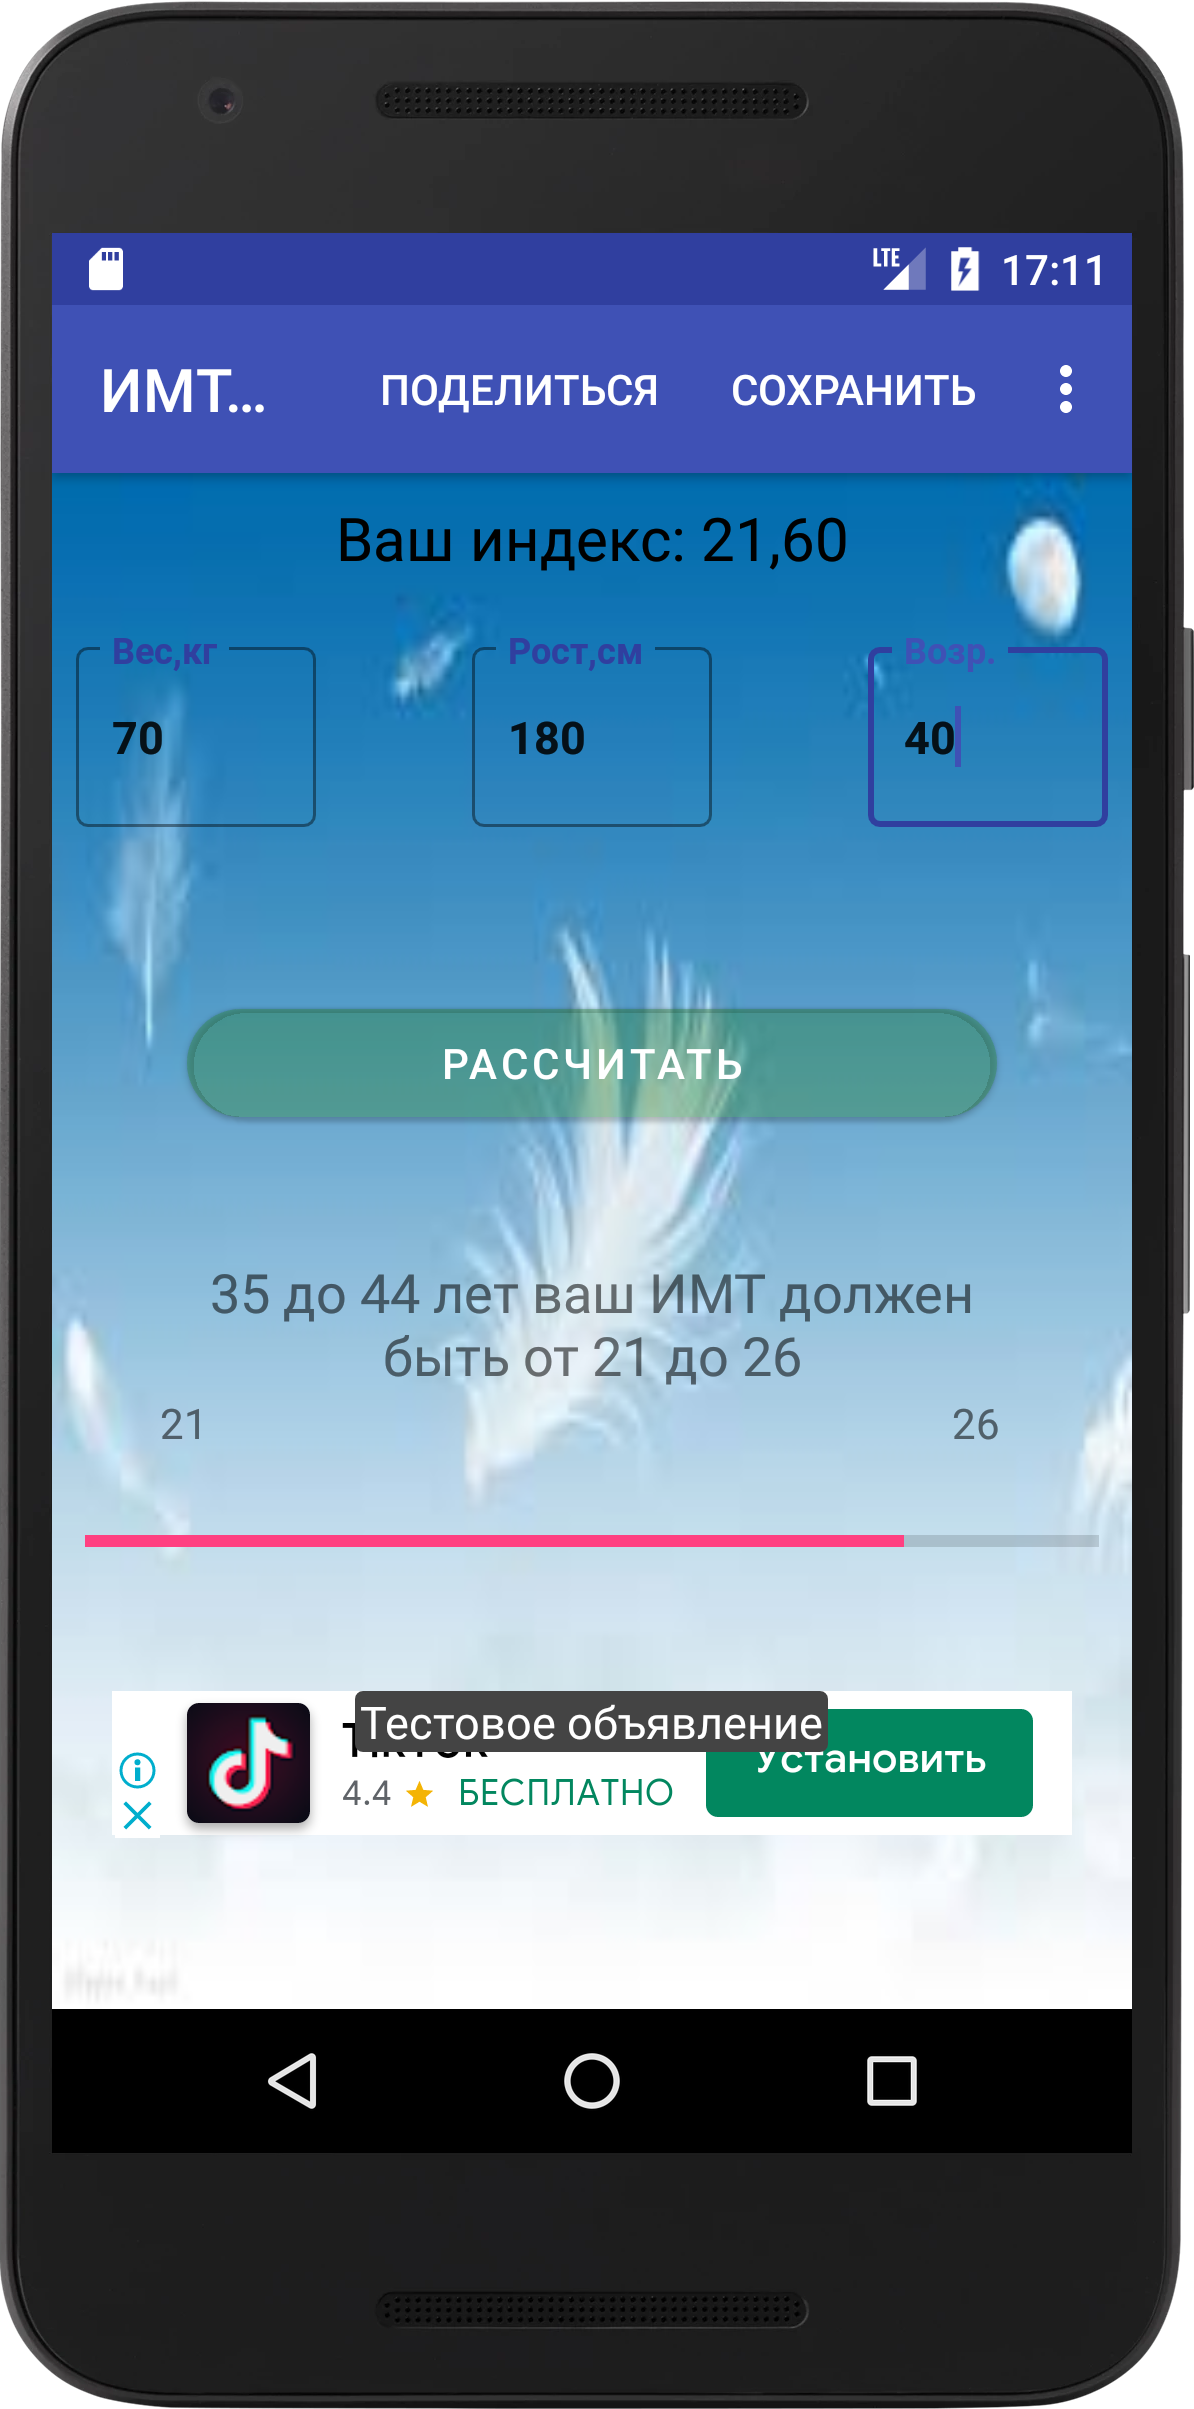 LTE 17:11
ИМТ... ПОДЕЛИТЬСЯ СОХРАНИТЬ
Ваш индекс: 21,60
Вес,кг Рост,см Возр.
70 180 40
РАССЧИТАТЬ
35 до 44 лет ваш ИМТ должен
быть от 21 до 26
21 26
Тестовое объявление
TikTok
Установить
4.4 ★ БЕСПЛАТНО